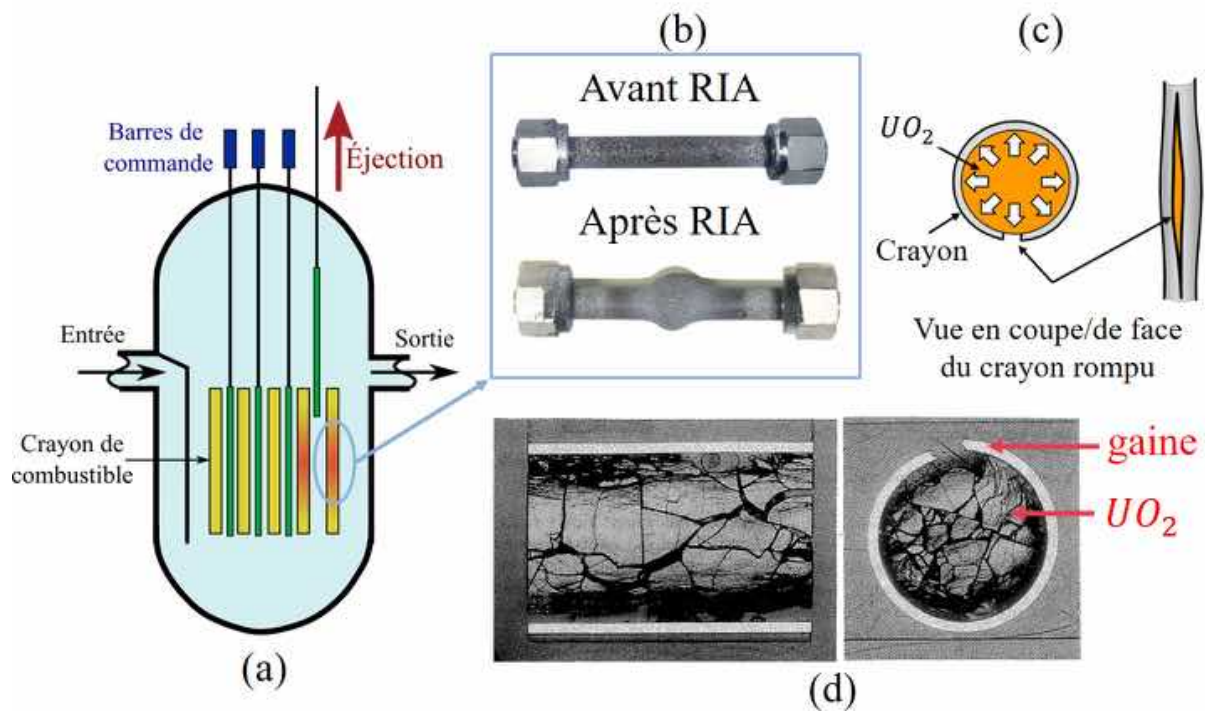 (b)
(c)
Avant RIA
Barres de
commande
Éjection
UO₂
Après RIA
Crayon
Entrée
Sortie
Vue en coupe/de face
du crayon rompu
Crayon de
combustible
gaine
UO₂
(a)
(d)